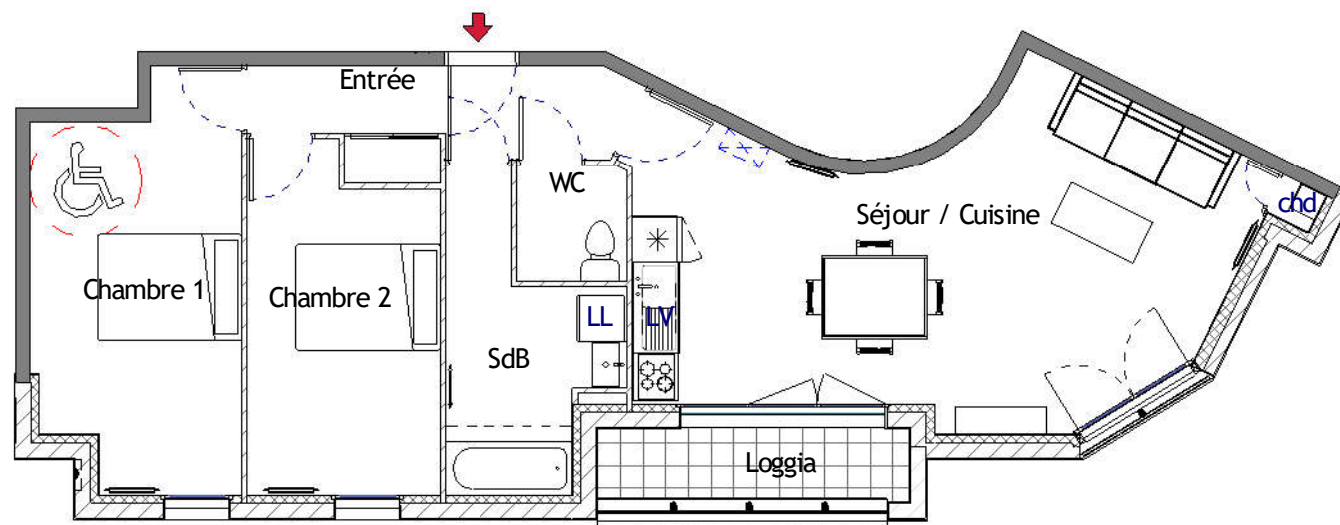 Entrée
WC
chd
Séjour / Cuisine
Chambre 1
Chambre 2
LL
LV
SdB
Loggia